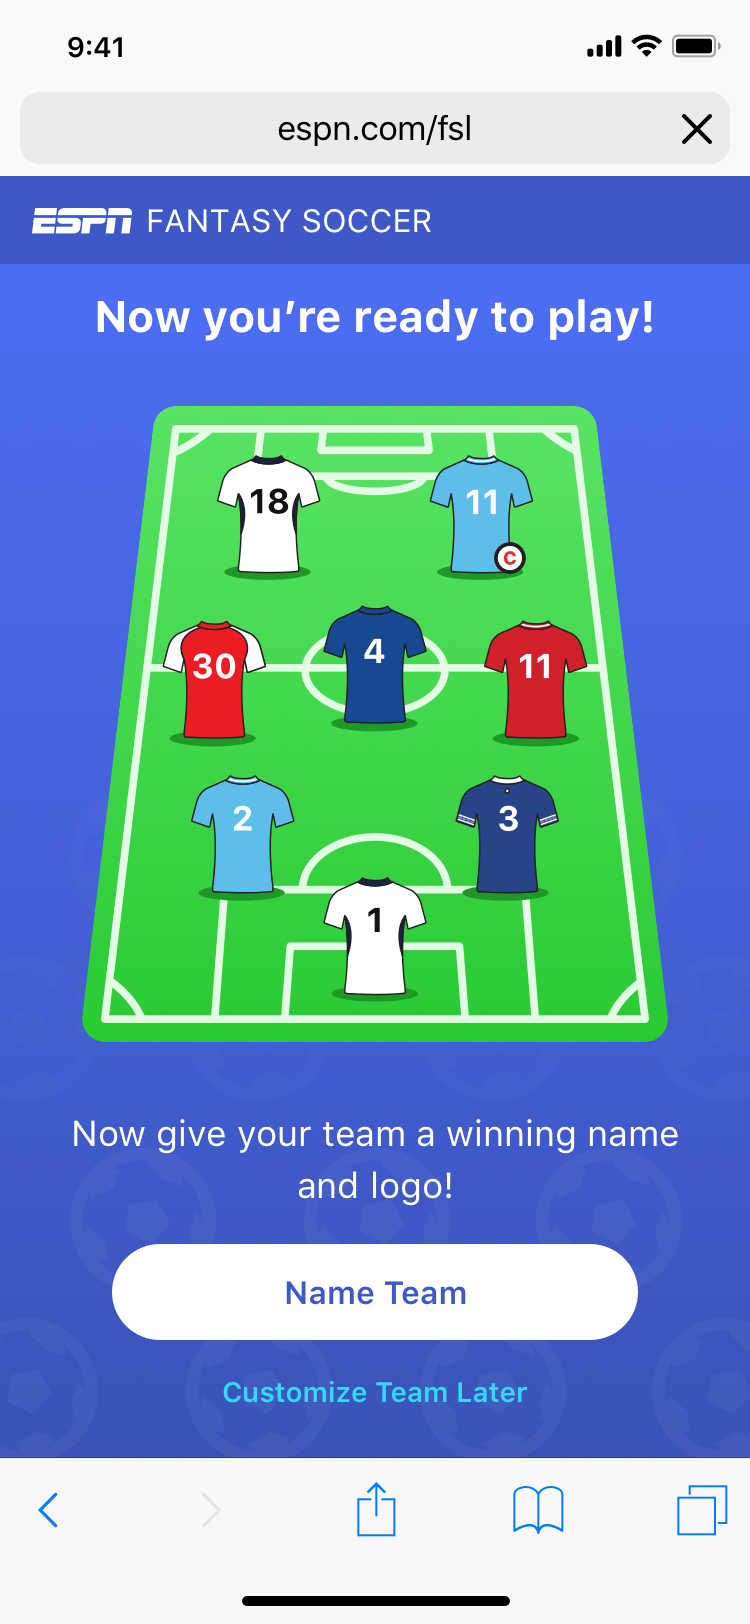 9:41
espn.com/fsl
ESPN FANTASY SOCCER
Now you’re ready to play!
18
11
C
30
4
11
2
3
1
Now give your team a winning name
and logo!
Name Team
Customize Team Later